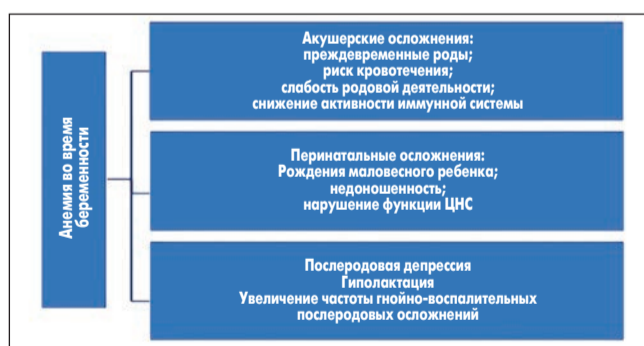 Анемия во время
беременности
Акушерские осложнения:
преждевременные роды;
риск кровотечения;
слабость родовой деятельности;
снижение активности иммунной системы
Перинатальные осложнения:
Рождения маловесного ребенка;
недоношенность;
нарушение функции ЦНС
Послеродовая депрессия
Гиполактация
Увеличение частоты гнойно-воспалительных
послеродовых осложнений